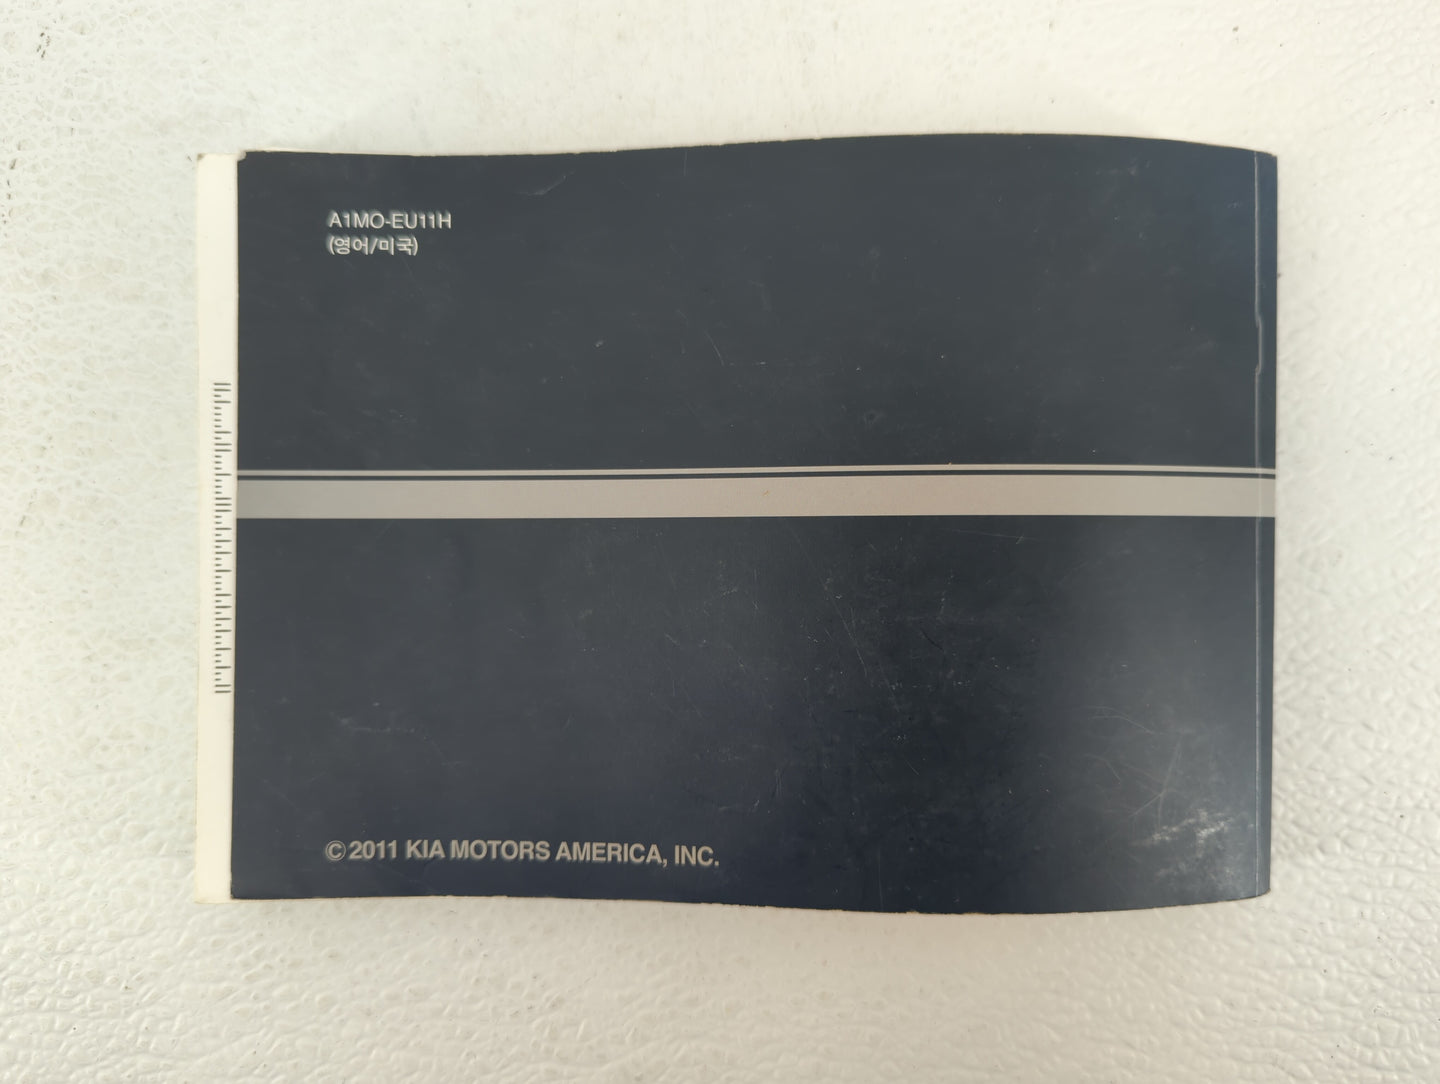 A1MO-EU11H
(영어/미국)
© 2011 KIA MOTORS AMERICA, INC.